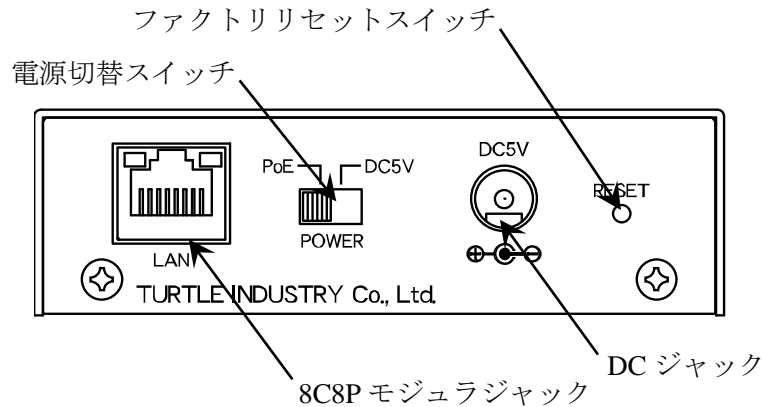 ファクトリリセットスイッチ
電源切替スイッチ
PoE
DC5V
DC5V
RESET
POWER
LAN
TURTLE INDUSTRY Co., Ltd.
DC ジャック
8C8P モジュラジャック